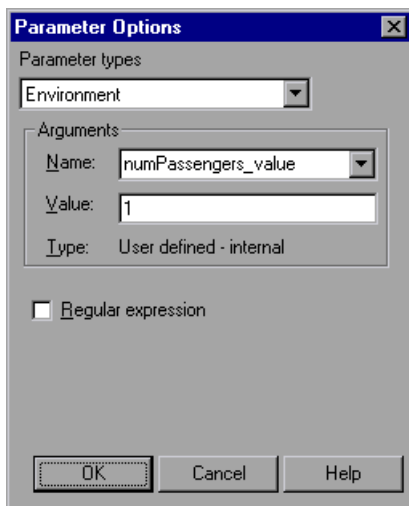 Parameter Options
Parameter types
Environment
Arguments
Name: numPassengers_value
Value: 1
Type: User defined - internal
Regular expression
OK Cancel Help